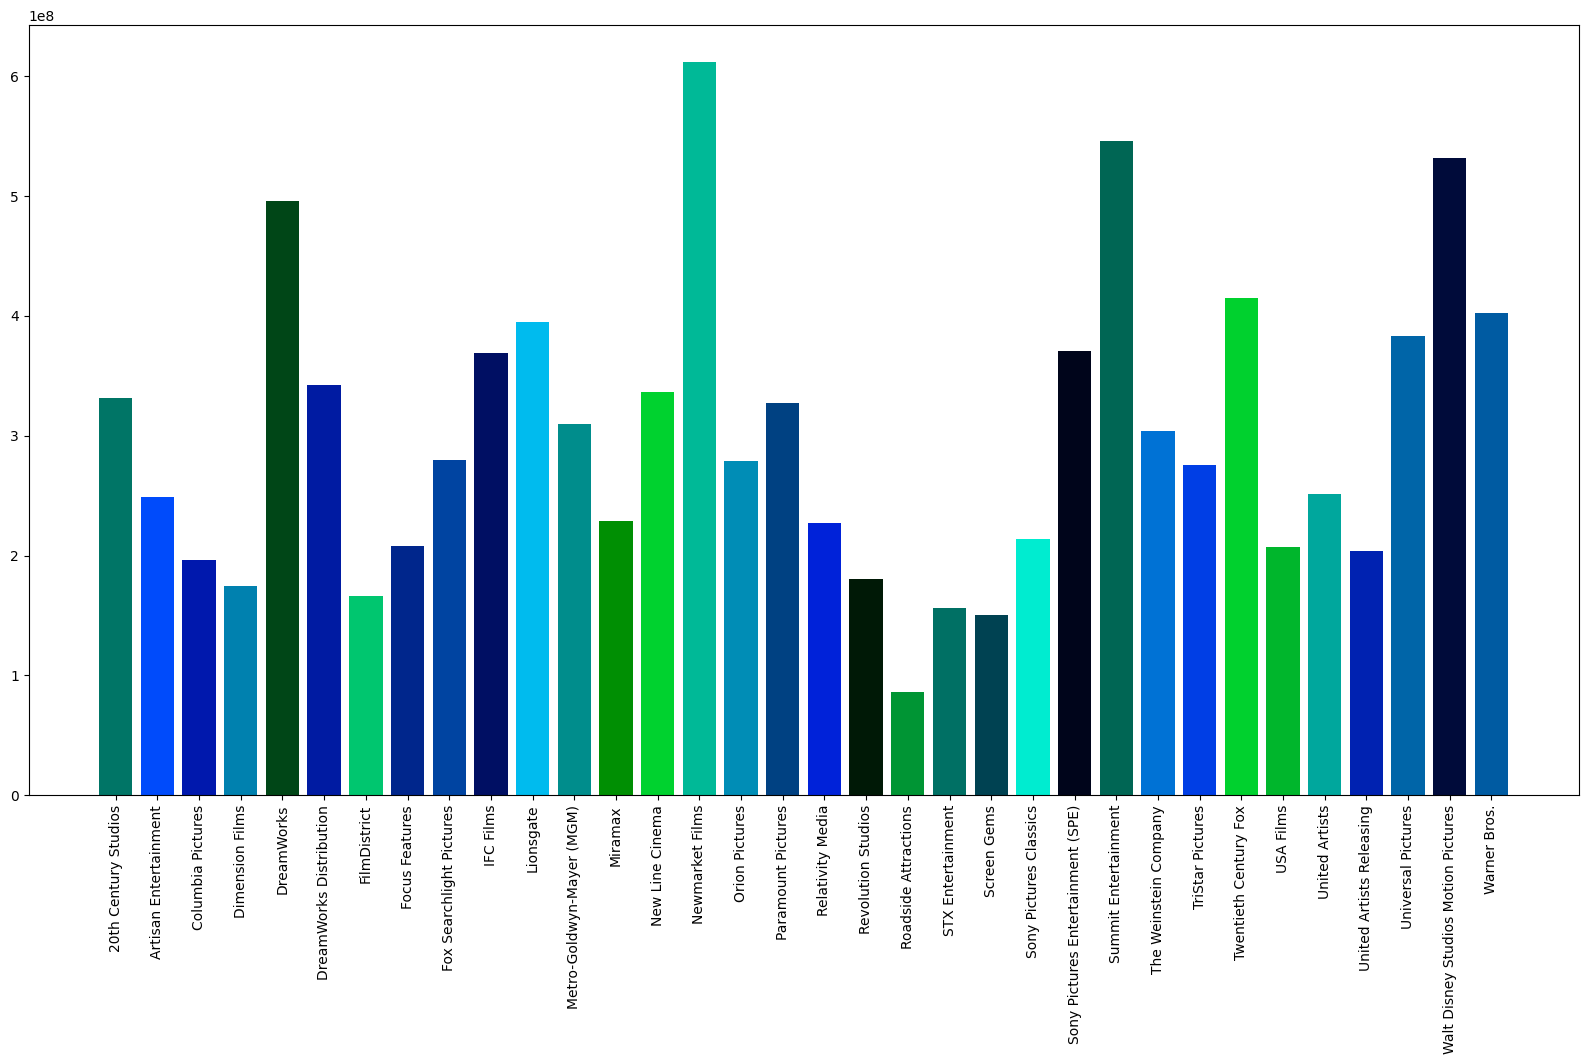 1e8
6
5
4
3
2
1
0
20th Century Studios
Artisan Entertainment
Columbia Pictures
Dimension Films
DreamWorks
DreamWorks Distribution
FilmDistrict
Focus Features
Fox Searchlight Pictures
IFC Films
Lionsgate
Metro-Goldwyn-Mayer (MGM)
Miramax
New Line Cinema
Newmarket Films
Orion Pictures
Paramount Pictures
Relativity Media
Revolution Studios
Roadside Attractions
STX Entertainment
Screen Gems
Sony Pictures Classics
Sony Pictures Entertainment (SPE)
Summit Entertainment
The Weinstein Company
TriStar Pictures
Twentieth Century Fox
USA Films
United Artists
United Artists Releasing
Universal Pictures
Walt Disney Studios Motion Pictures
Warner Bros.